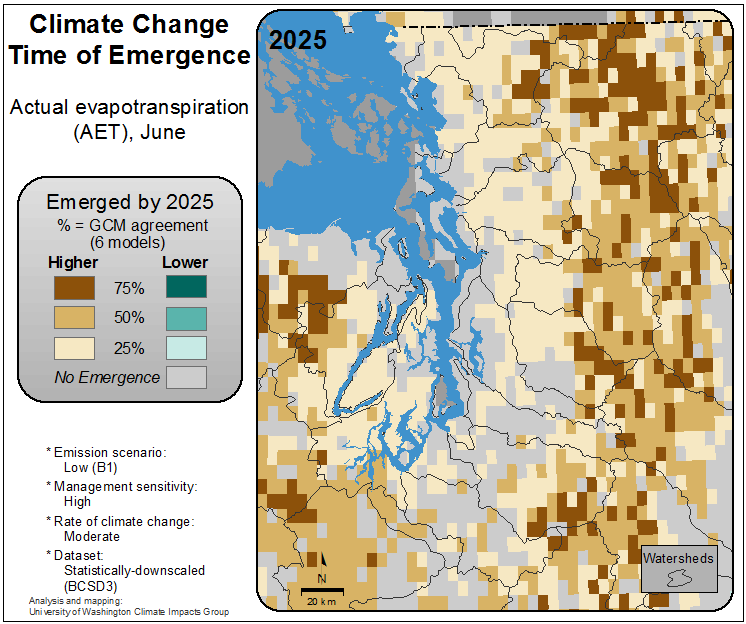 Climate Change
Time of Emergence
Actual evapotranspiration
(AET), June
Emerged by 2025
% = GCM agreement
(6 models)
Higher Lower
75%
50%
25%
No Emergence
* Emission scenario:
Low (B1)
* Management sensitivity:
High
* Rate of climate change:
Moderate
* Dataset:
Statistically-downscaled
(BCSD3)
Analysis and mapping:
University of Washington Climate Impacts Group
2025
N
20 km
Watersheds